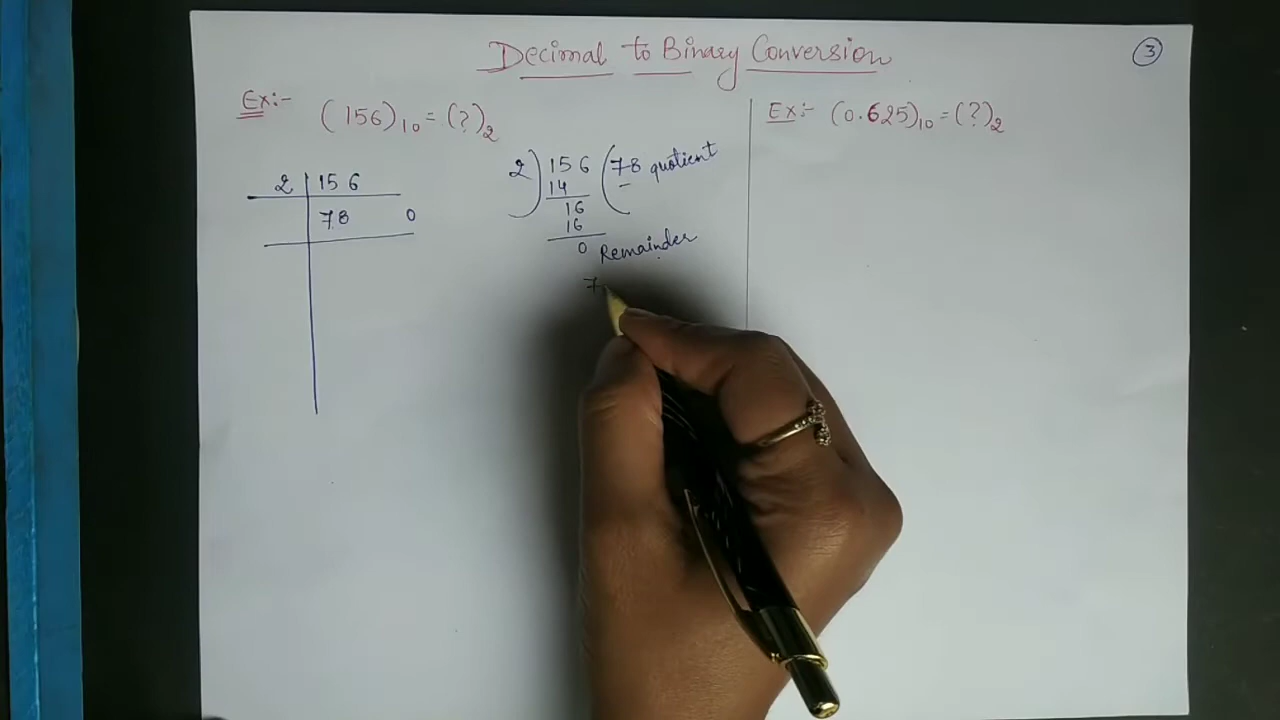 Decimal to Binary Conversion
3
Ex:- (156)10 = (?)2
2 | 156
78 0
2 ) 156 ( 78 quotient
14
16
16
0 Remainder
7
Ex:- (0.625)10 = (?)2